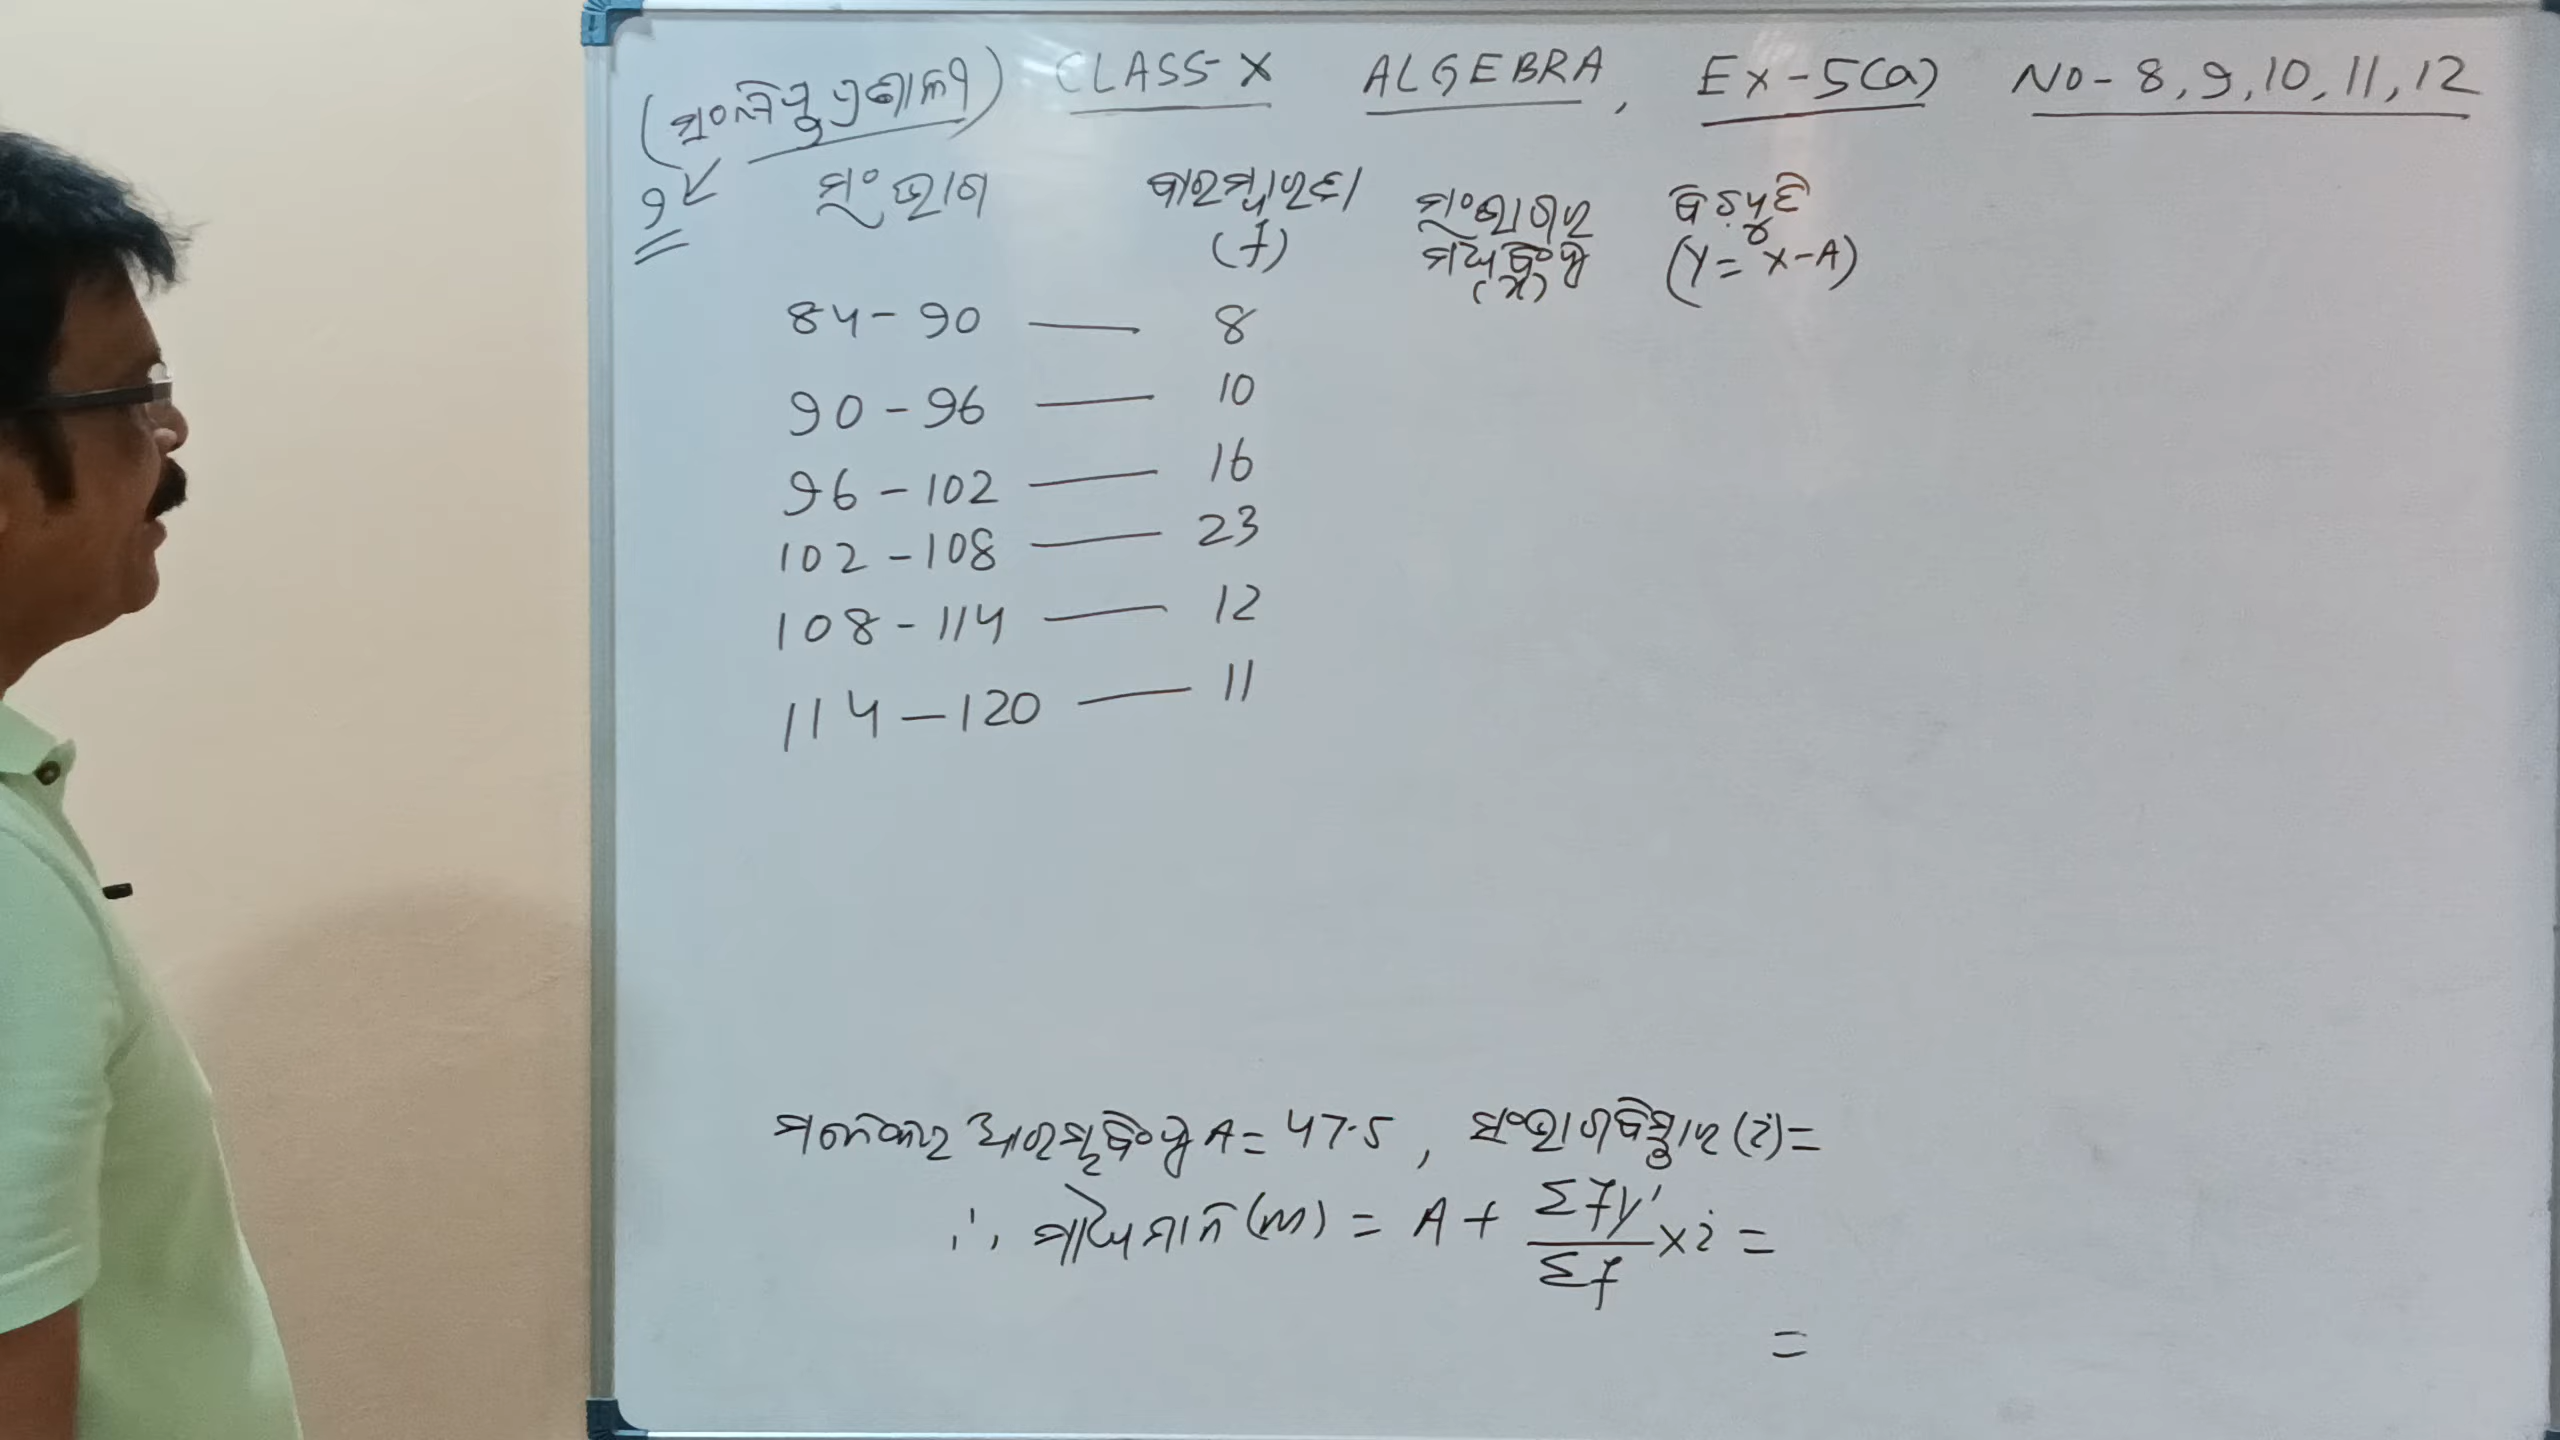 (ସଂକ୍ଷିପ୍ତ ପ୍ରଣାଳୀ) CLASS-X ALGEBRA, Ex-5(a) NO-8,9,10,11,12
9 ସଂଭାଗ ବାରମ୍ବାରତା (f) ସଂଭାଗର ମଧ୍ୟବିନ୍ଦୁ (x) ବିଚ୍ୟୁତି (Y = x-A)
84-90 — 8
90-96 — 10
96-102 — 16
102-108 — 23
108-114 — 12
114-120 — 11
ମନେକର ଆରମ୍ଭବିନ୍ଦୁ A = 47.5, ସଂଭାଗବିସ୍ତାର (i) =
∴ ମାଧ୍ୟମାନ (m) = A + Σfy'/Σf × i =
=